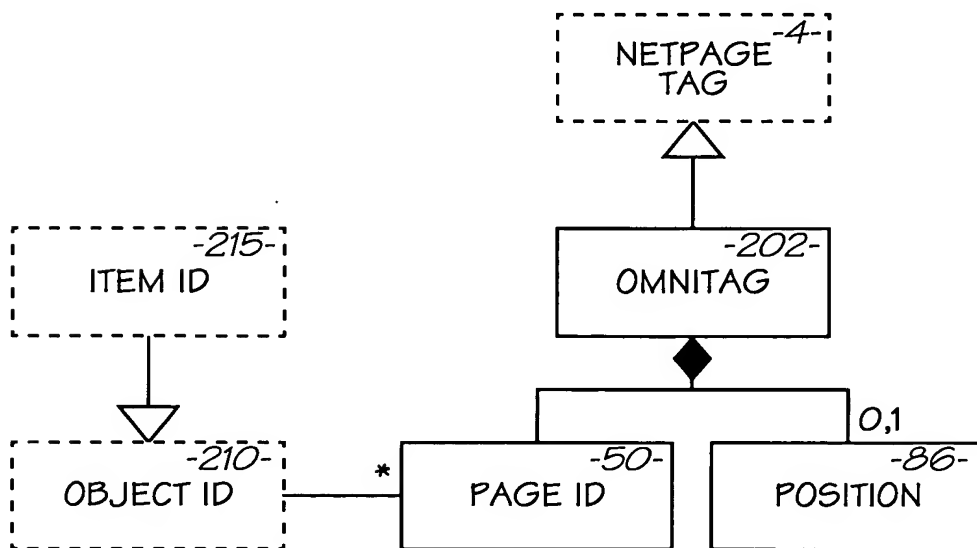 -4-
NETPAGE
TAG
-215-
ITEM ID
-202-
OMNITAG
0,1
-210-
OBJECT ID
*
-50-
PAGE ID
-86-
POSITION